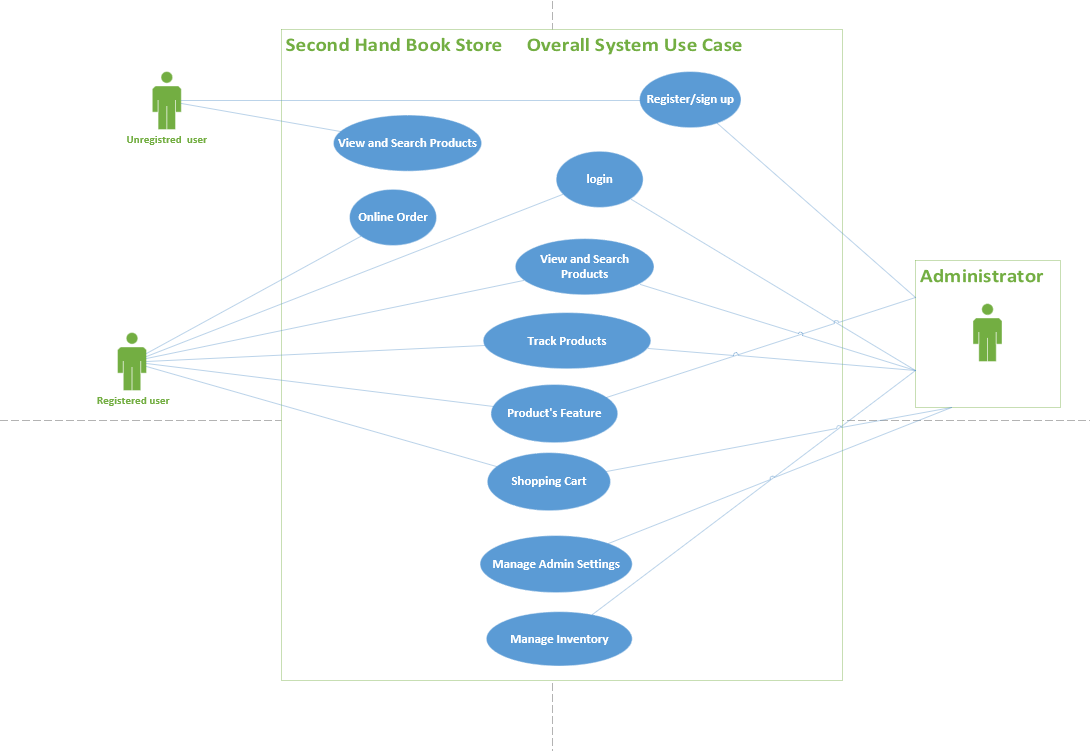 Second Hand Book Store Overall System Use Case
Unregistred user
Register/sign up
View and Search Products
login
Online Order
View and Search
Products
Administrator
Track Products
Registered user
Product's Feature
Shopping Cart
Manage Admin Settings
Manage Inventory